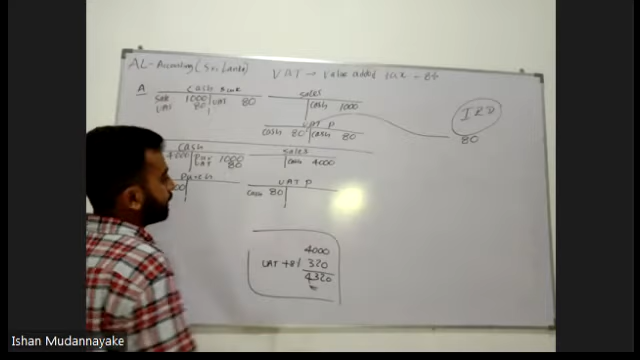 AL-Accounting (Sri Lanka) VAT → Value added tax - 8%
A
Cash
Sale 1000 VAT 80
VAT 80
Sales
Cash 1000
VAT P
Cash 80 Cash 80
IRD
80
Cash
4000 Pur 1000
VAT 80
Sales
Cash 4000
Purch
VAT P
Cash 80
4000
VAT +8% 320
4320
Ishan Mudannayake